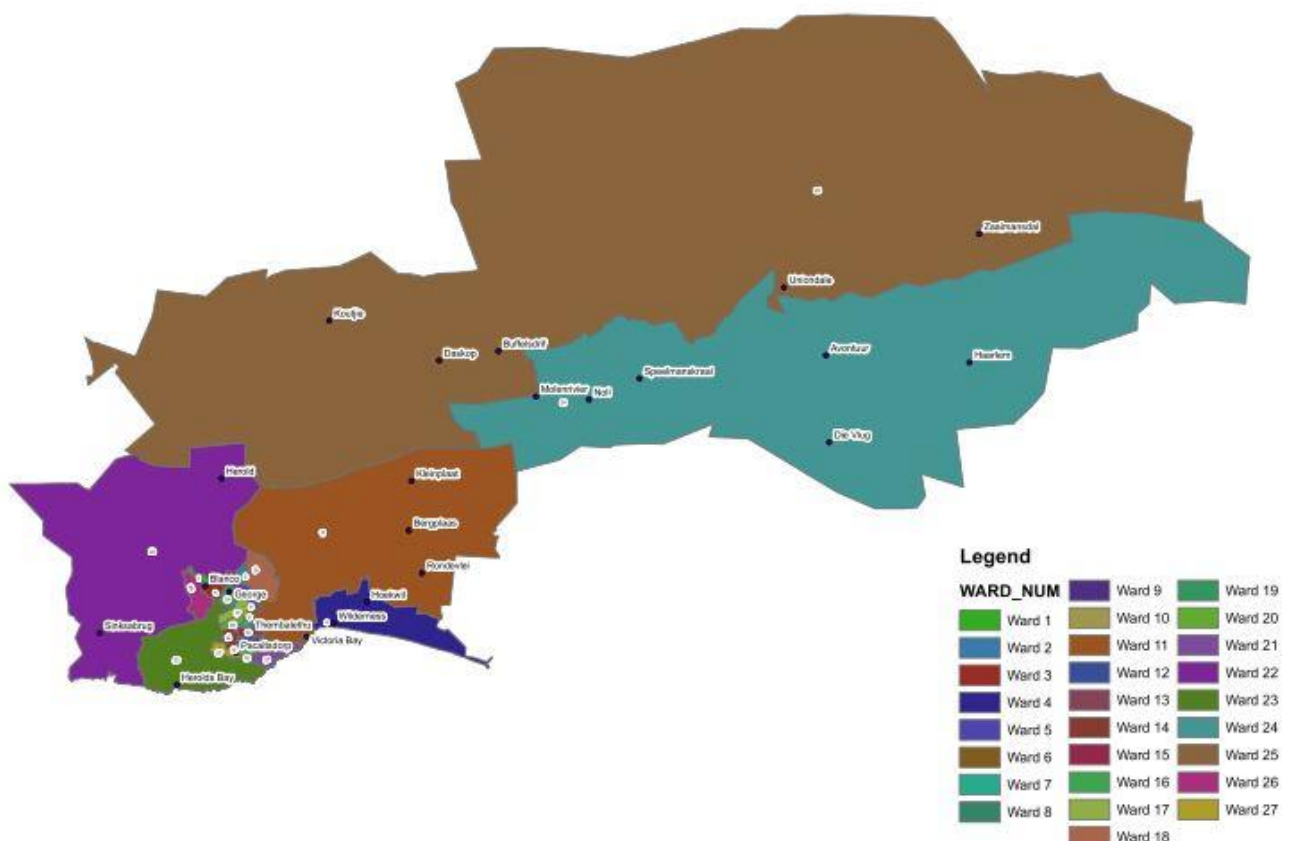 Zaaimansdal
Uniondale
Koutjie
Buffelsdrif
Daskop
Avontuur
Haarlem
Speelmanskraal
Molenrivier
Noll
Die Vlug
Herold
Kleinplaat
Bergplaas
Rondevlei
Blanco
George
Hoekwil
Wilderness
Thembalethu
Sinksabrug
Victoria Bay
Pacaltsdorp
Herolds Bay
Legend
WARD_NUM
Ward 1
Ward 2
Ward 3
Ward 4
Ward 5
Ward 6
Ward 7
Ward 8
Ward 9
Ward 10
Ward 11
Ward 12
Ward 13
Ward 14
Ward 15
Ward 16
Ward 17
Ward 18
Ward 19
Ward 20
Ward 21
Ward 22
Ward 23
Ward 24
Ward 25
Ward 26
Ward 27